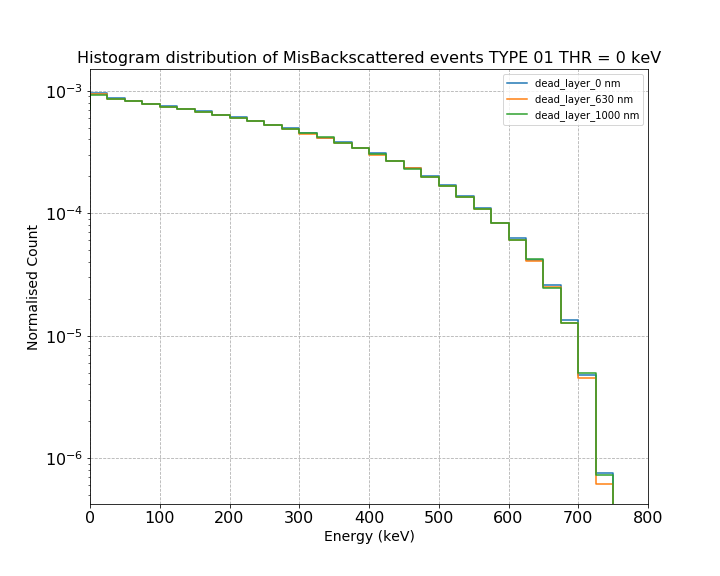 Histogram distribution of MisBackscattered events TYPE 01 THR = 0 keV
dead_layer_0 nm
dead_layer_630 nm
dead_layer_1000 nm
Normalised Count
10⁻³
10⁻⁴
10⁻⁵
10⁻⁶
0 100 200 300 400 500 600 700 800
Energy (keV)